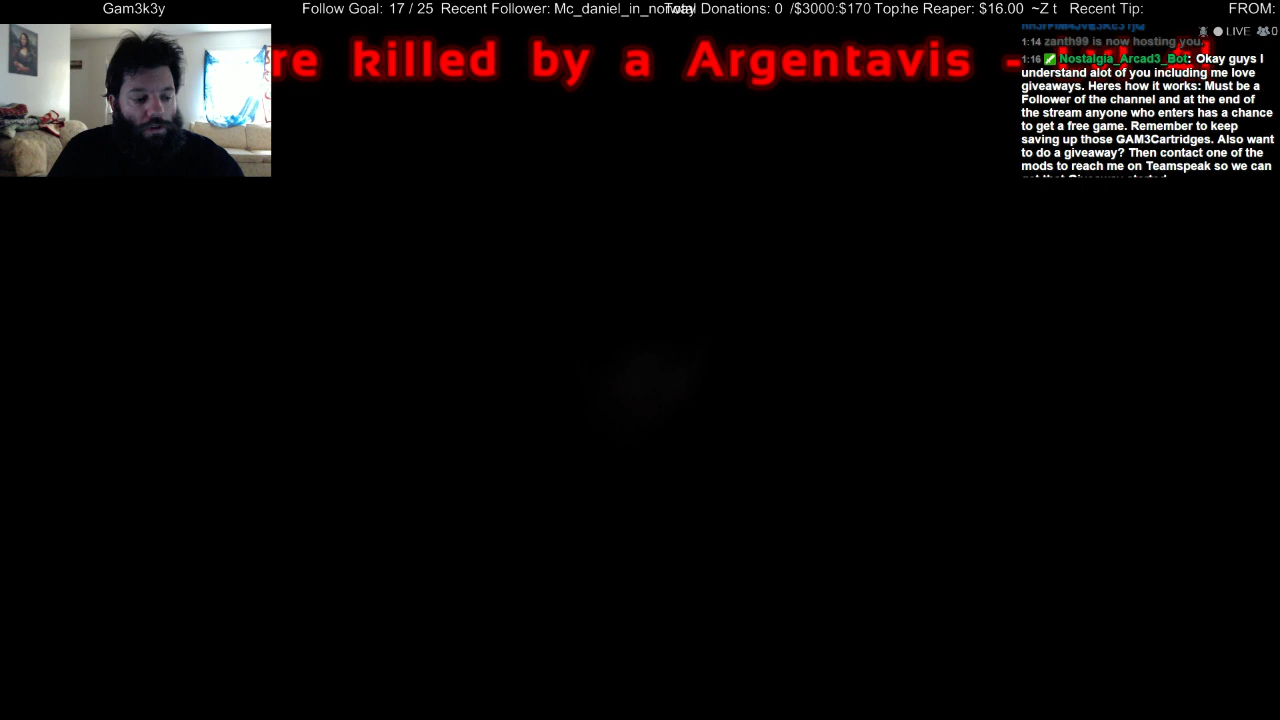 Gam3k3y
Follow Goal: 17 / 25 Recent Follower: Mc_daniel_in_norway Total Donations: 0 /$3000:$170 Top:he Reaper: $16.00 ~Z t Recent Tip: FROM:
re killed by a Argentavis -
LIVE 0
1:14 zanth99 is now hosting you.
1:16 Nostalgia_Arcad3_Bot: Okay guys I
understand alot of you including me love
giveaways. Heres how it works: Must be a
Follower of the channel and at the end of
the stream anyone who enters has a chance
to get a free game. Remember to keep
saving up those GAM3Cartridges. Also want
to do a giveaway? Then contact one of the
mods to reach me on Teamspeak so we can